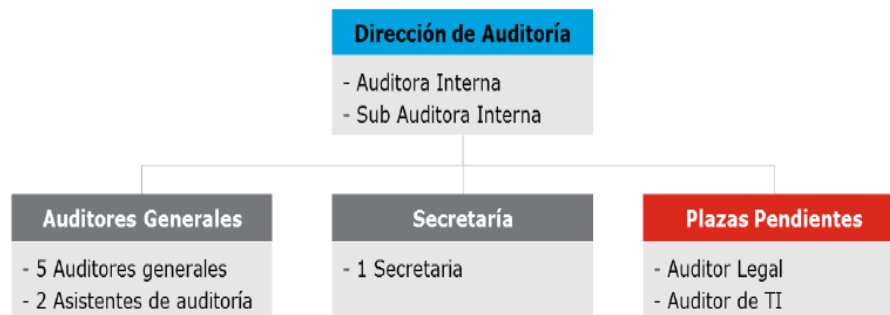 Dirección de Auditoría
- Auditora Interna
- Sub Auditora Interna
Auditores Generales
- 5 Auditores generales
- 2 Asistentes de auditoría
Secretaría
- 1 Secretaria
Plazas Pendientes
- Auditor Legal
- Auditor de TI